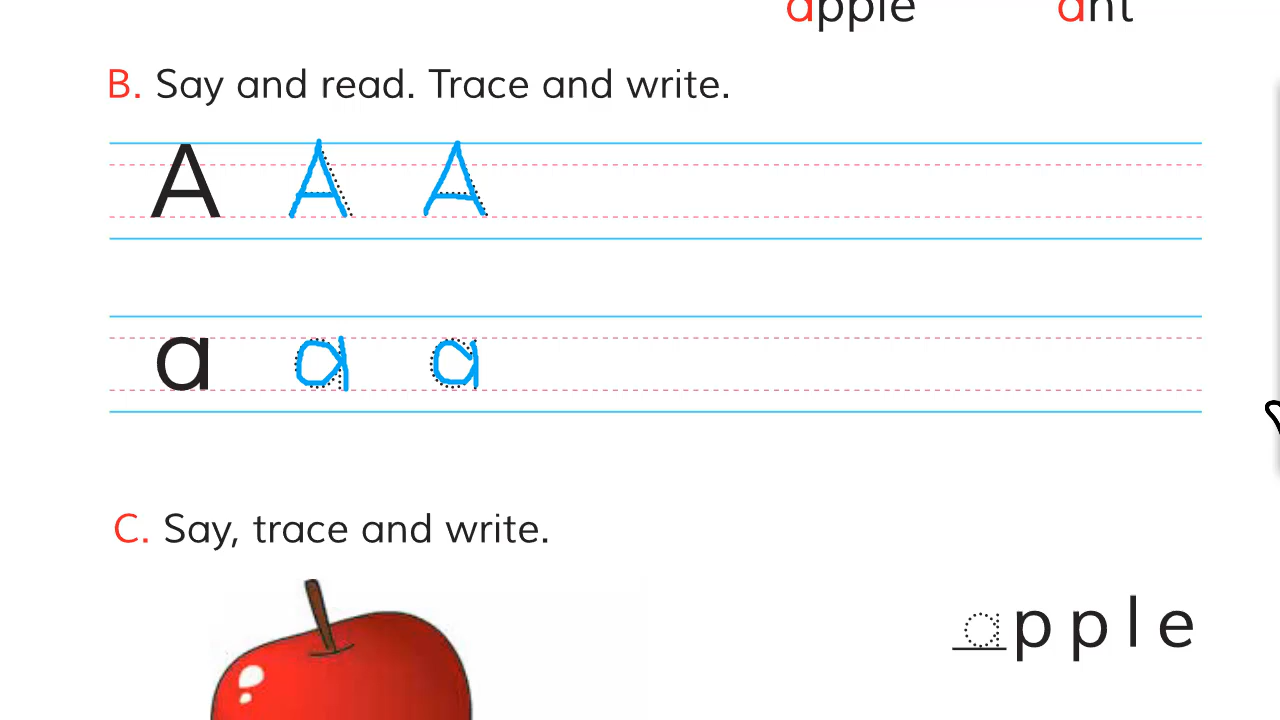 apple ant
B. Say and read. Trace and write.
A A A
a a a
C. Say, trace and write.
apple